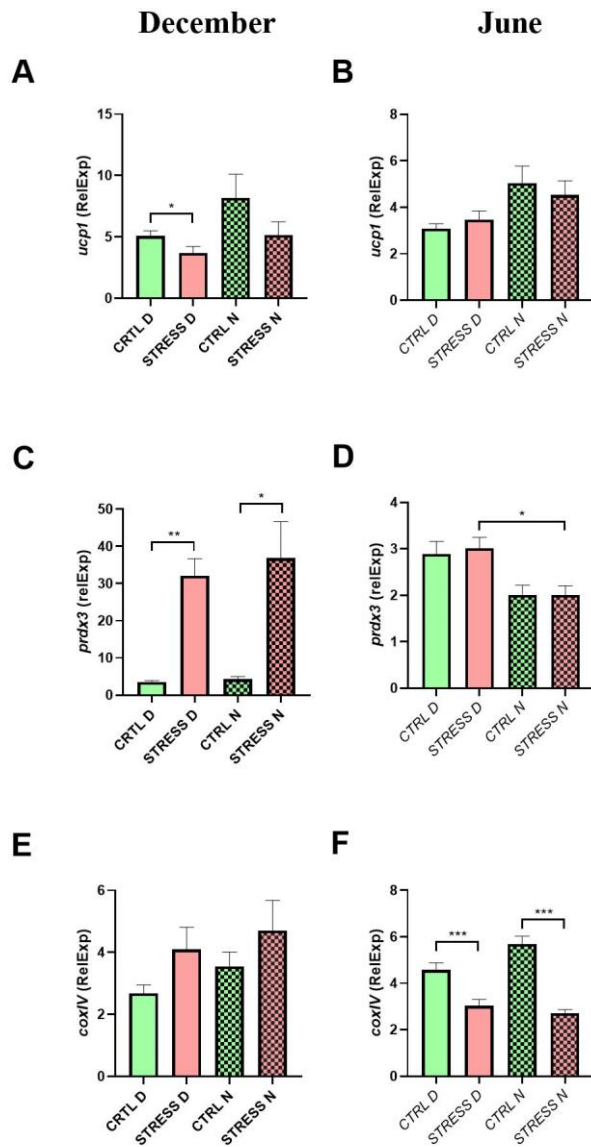 December
June
A
B
ucp1 (RelExp)
15
10
5
0
*
CRTL D
STRESS D
CTRL N
STRESS N
ucp1 (RelExp)
8
6
4
2
0
CTRL D
STRESS D
CTRL N
STRESS N
C
D
prdx3 (relExp)
50
40
30
20
10
0
**
*
CRTL D
STRESS D
CTRL N
STRESS N
prdx3 (relExp)
4
3
2
1
0
*
CTRL D
STRESS D
CTRL N
STRESS N
E
F
coxIV (RelExp)
6
4
2
0
CRTL D
STRESS D
CTRL N
STRESS N
coxIV (RelExp)
8
6
4
2
0
***
***
CTRL D
STRESS D
CTRL N
STRESS N